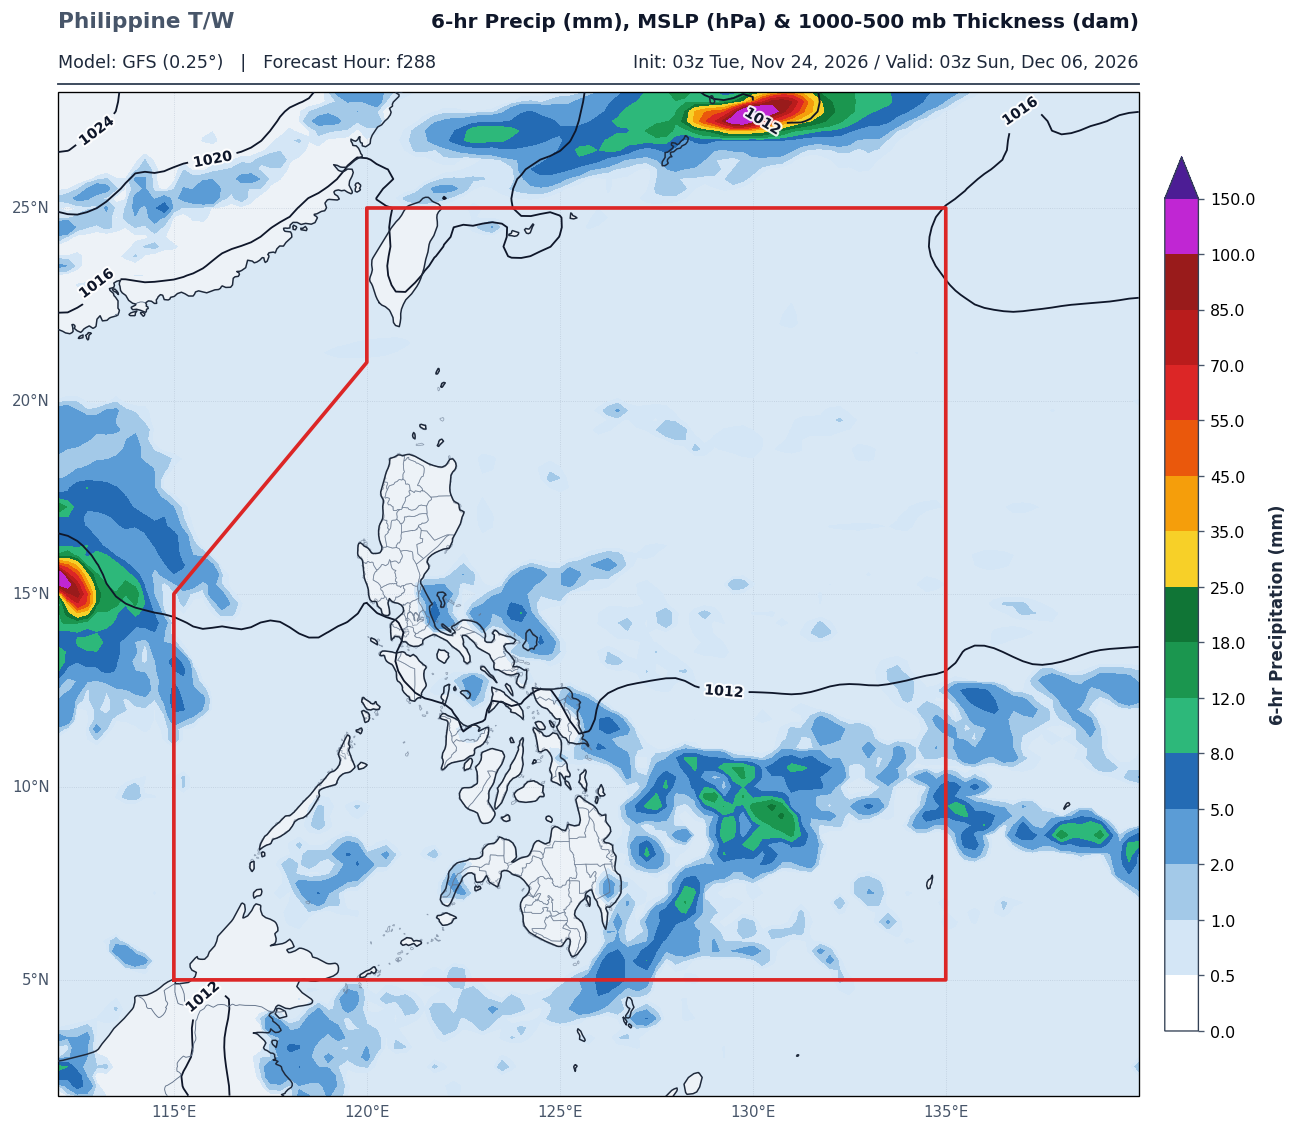 Philippine T/W
6-hr Precip (mm), MSLP (hPa) & 1000-500 mb Thickness (dam)
Model: GFS (0.25°) | Forecast Hour: f288
Init: 03z Tue, Nov 24, 2026 / Valid: 03z Sun, Dec 06, 2026
1024
1020
1016
1012
1016
1012
1012
25°N
20°N
15°N
10°N
5°N
115°E
120°E
125°E
130°E
135°E
150.0
100.0
85.0
70.0
55.0
45.0
35.0
25.0
18.0
12.0
8.0
5.0
2.0
1.0
0.5
0.0
6-hr Precipitation (mm)